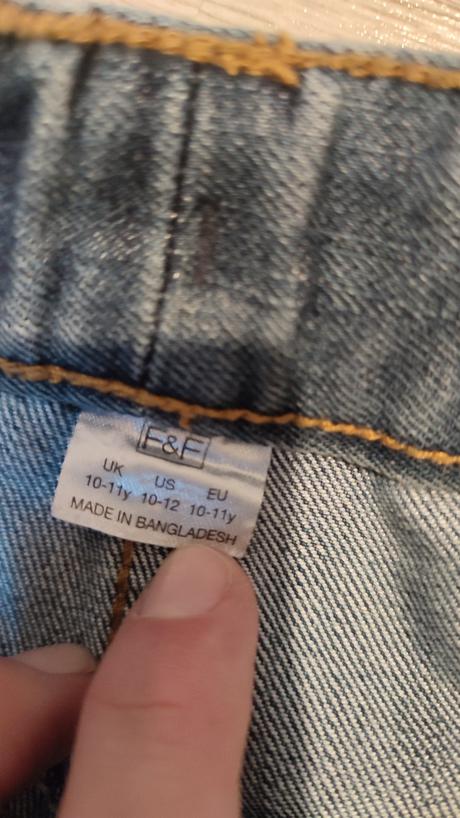 F&F
UK US EU
10-11y 10-12 10-11y
MADE IN BANGLADESH